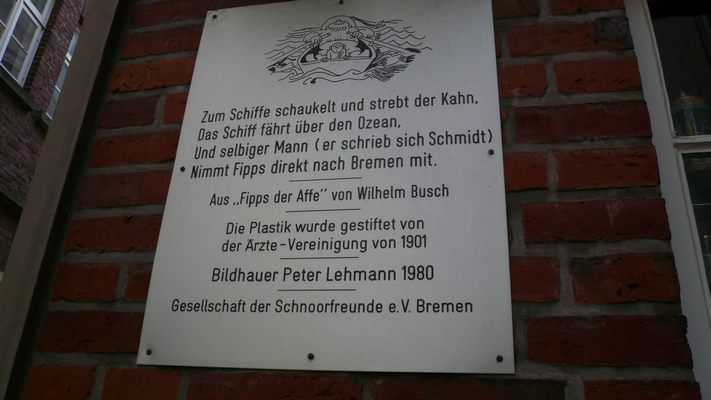 Zum Schiffe schaukelt und strebt der Kahn,
Das Schiff fährt über den Ozean,
Und selbiger Mann (er schrieb sich Schmidt)
Nimmt Fipps direkt nach Bremen mit.
Aus „Fipps der Affe" von Wilhelm Busch
Die Plastik wurde gestiftet von
der Ärzte-Vereinigung von 1901
Bildhauer Peter Lehmann 1980
Gesellschaft der Schnoorfreunde e.V. Bremen